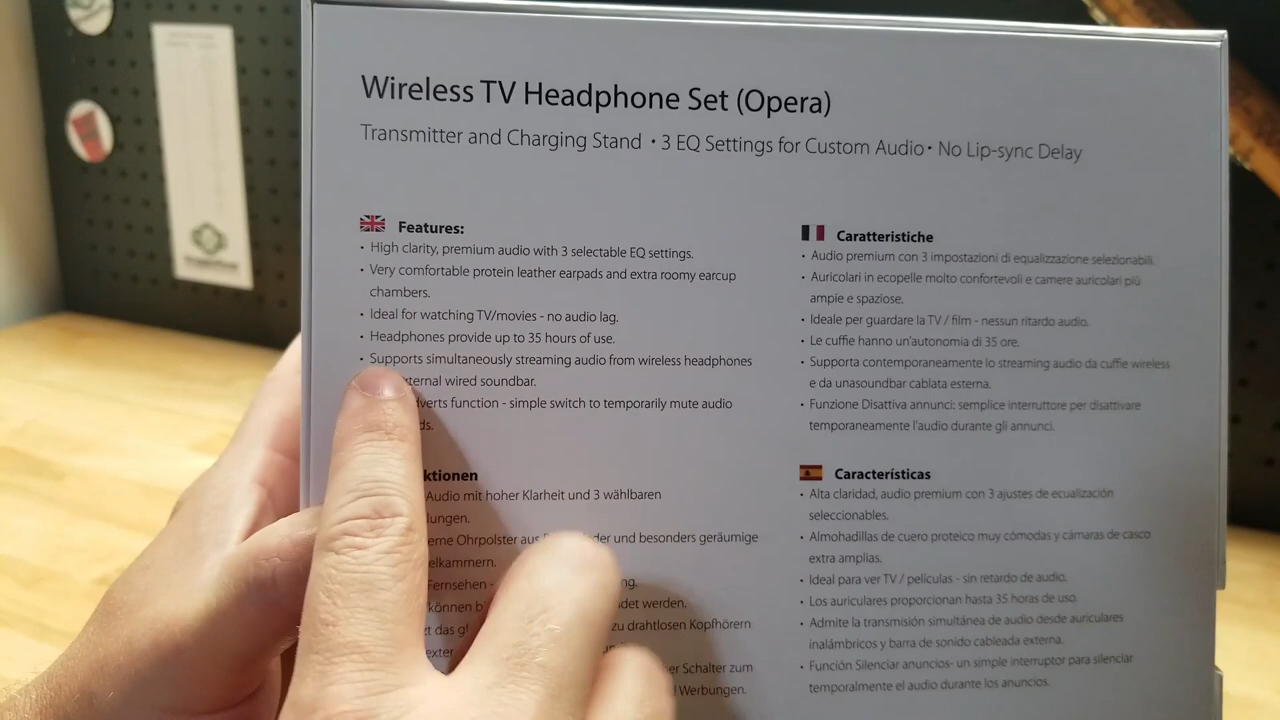 Wireless TV Headphone Set (Opera)
Transmitter and Charging Stand • 3 EQ Settings for Custom Audio • No Lip-sync Delay
Features:
• High clarity, premium audio with 3 selectable EQ settings.
• Very comfortable protein leather earpads and extra roomy earcup
chambers.
• Ideal for watching TV/movies - no audio lag.
• Headphones provide up to 35 hours of use.
• Supports simultaneously streaming audio from wireless headphones
ternal wired soundbar.
verts function - simple switch to temporarily mute audio
ds.
ktionen
Audio mit hoher Klarheit und 3 wählbaren
lungen.
erne Ohrpolster aus der und besonders geräumige
elkammern.
Fernsehen - ng.
können b det werden.
zt das gl zu drahtlosen Kopfhörern
exter
er Schalter zum
Werbungen.
Caratteristiche
• Audio premium con 3 impostazioni di equalizzazione selezionabili.
• Auricolari in ecopelle molto confortevoli e camere auricolari più
ampie e spaziose.
• Ideale per guardare la TV / film - nessun ritardo audio.
• Le cuffie hanno un'autonomia di 35 ore.
• Supporta contemporaneamente lo streaming audio da cuffie wireless
e da unasoundbar cablata esterna.
• Funzione Disattiva annunci: semplice interruttore per disattivare
temporaneamente l'audio durante gli annunci.
Características
• Alta claridad, audio premium con 3 ajustes de ecualización
seleccionables.
• Almohadillas de cuero proteico muy cómodas y cámaras de casco
extra amplias.
• Ideal para ver TV / películas - sin retardo de audio.
• Los auriculares proporcionan hasta 35 horas de uso.
• Admite la transmisión simultánea de audio desde auriculares
inalámbricos y barra de sonido cableada externa.
• Función Silenciar anuncios- un simple interruptor para silenciar
temporalmente el audio durante los anuncios.